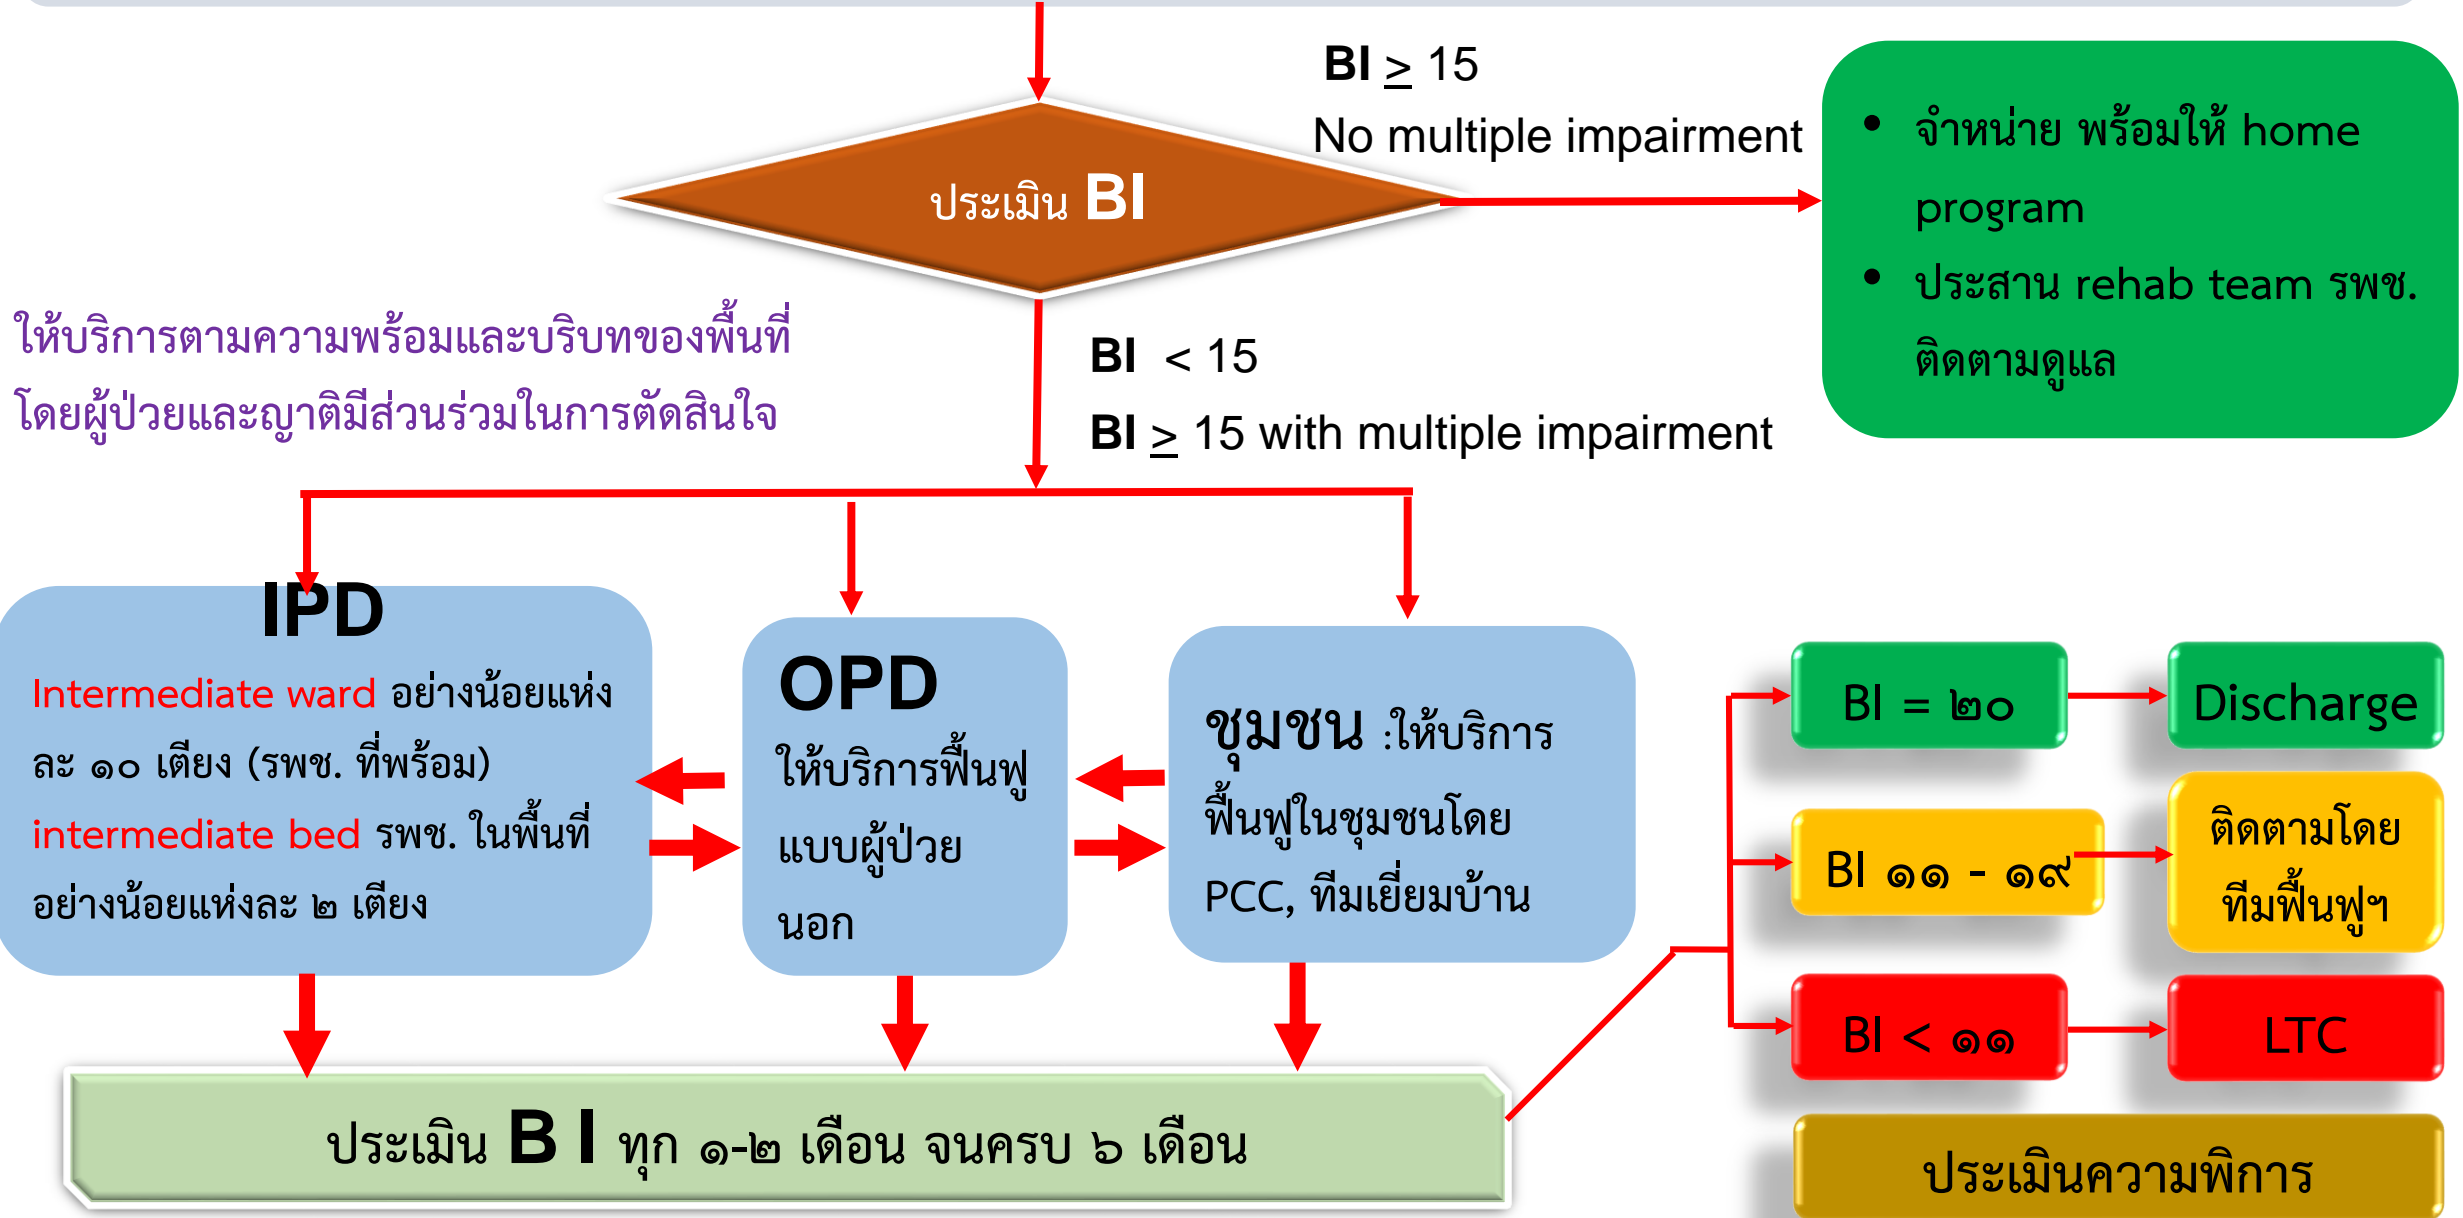 BI ≥ 15
No multiple impairment
ประเมิน BI
• จำหน่าย พร้อมให้ home
program
• ประสาน rehab team รพช.
ติดตามดูแล
ให้บริการตามความพร้อมและบริบทของพื้นที่
โดยผู้ป่วยและญาติมีส่วนร่วมในการตัดสินใจ
BI < 15
BI ≥ 15 with multiple impairment
IPD
Intermediate ward อย่างน้อยแห่ง
ละ ๑๐ เตียง (รพช. ที่พร้อม)
intermediate bed รพช. ในพื้นที่
อย่างน้อยแห่งละ ๒ เตียง
OPD
ให้บริการฟื้นฟู
แบบผู้ป่วย
นอก
ชุมชน :ให้บริการ
ฟื้นฟูในชุมชนโดย
PCC, ทีมเยี่ยมบ้าน
BI = ๒๐
Discharge
BI ๑๑ - ๑๙
ติดตามโดย
ทีมฟื้นฟูฯ
BI < ๑๑
LTC
ประเมิน B I ทุก ๑-๒ เดือน จนครบ ๖ เดือน
ประเมินความพิการ